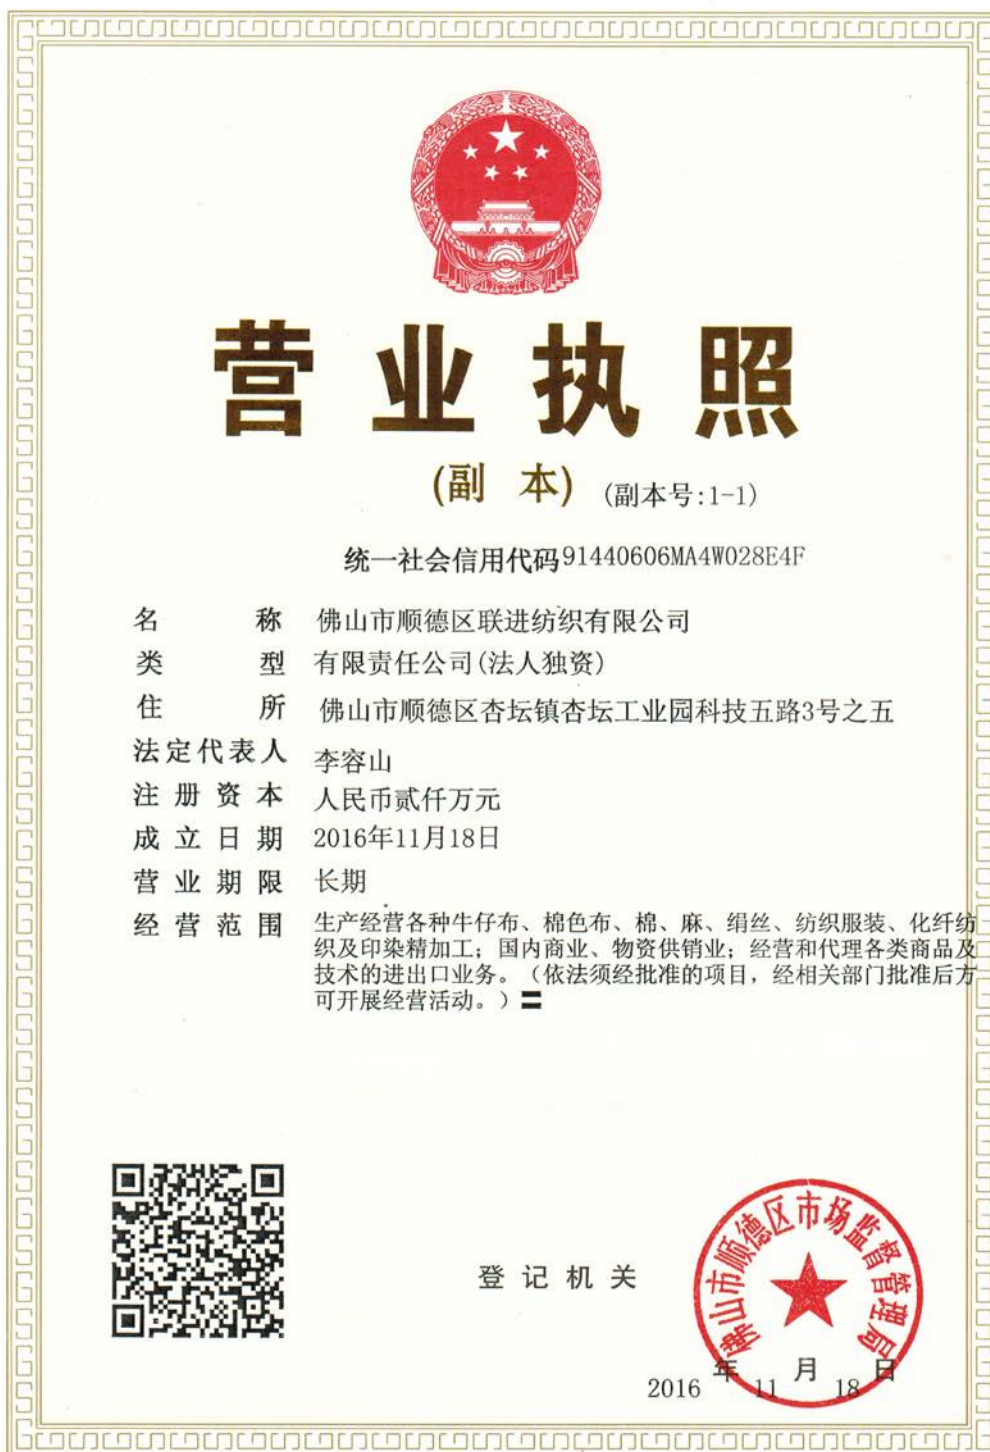 营业执照
(副 本) (副本号:1-1)
统一社会信用代码91440606MA4W028E4F
名称 佛山市顺德区联进纺织有限公司
类型 有限责任公司(法人独资)
住所 佛山市顺德区杏坛镇杏坛工业园科技五路3号之五
法定代表人 李容山
注册资本 人民币贰仟万元
成立日期 2016年11月18日
营业期限 长期
经营范围 生产经营各种牛仔布、棉色布、棉、麻、绢丝、纺织服装、化纤纺
织及印染精加工；国内商业、物资供销业；经营和代理各类商品及
技术的进出口业务。（依法须经批准的项目，经相关部门批准后方
可开展经营活动。）〓
佛山市顺德区市场监督管理局
登记机关
2016年11月18日